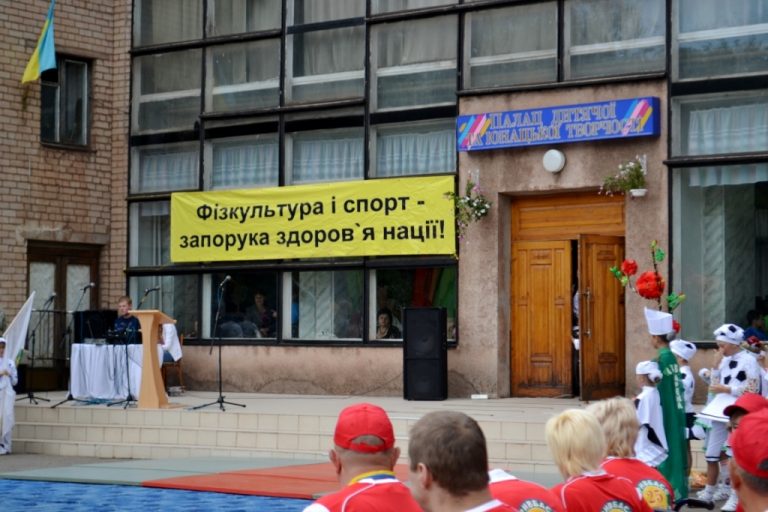 ПАЛАЦ ДИТЯЧОЇ
ТА ЮНАЦЬКОЇ ТВОРЧОСТІ
Фізкультура і спорт -
запорука здоров`я нації!